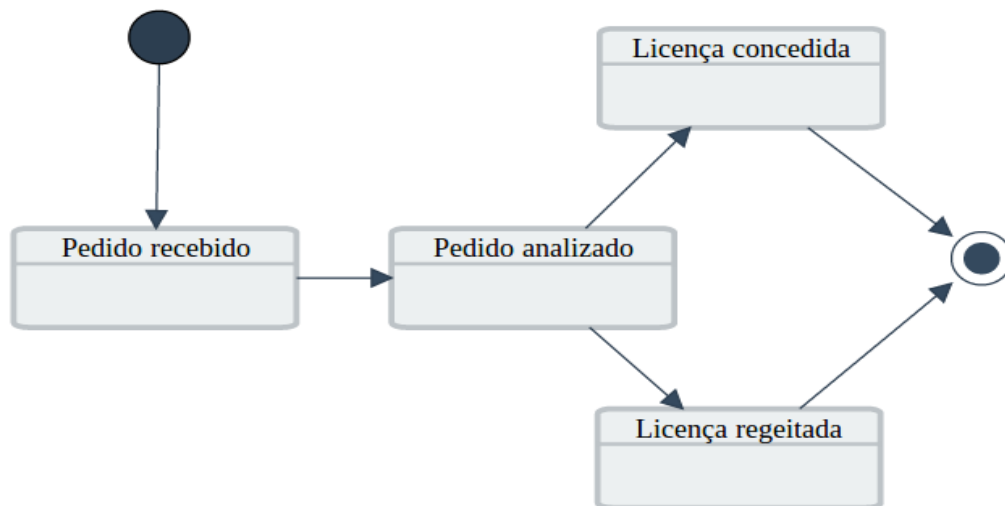 Licença concedida
Pedido recebido
Pedido analizado
Licença regeitada